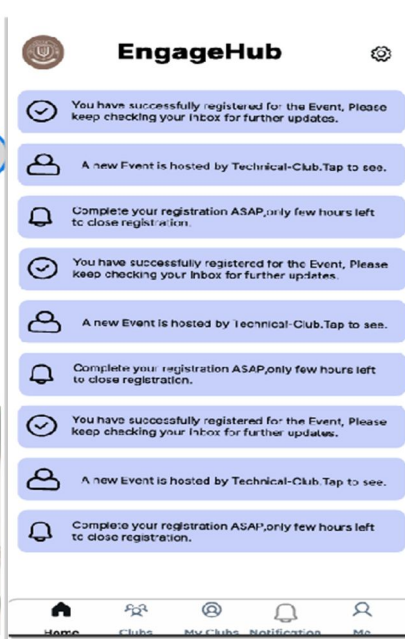 EngageHub
You have successfully registered for the Event, Please
keep checking your inbox for further updates.
A new Event is hosted by Technical-Club.Tap to see.
Complete your registration ASAP,only few hours left
to close registration.
You have successfully registered for the Event, Please
keep checking your inbox for further updates.
A new Event is hosted by Technical-Club.Tap to see.
Complete your registration ASAP,only few hours left
to close registration.
You have successfully registered for the Event, Please
keep checking your inbox for further updates.
A new Event is hosted by Technical-Club.Tap to see.
Complete your registration ASAP,only few hours left
to close registration.
Home Clubs My Clubs Notification Me